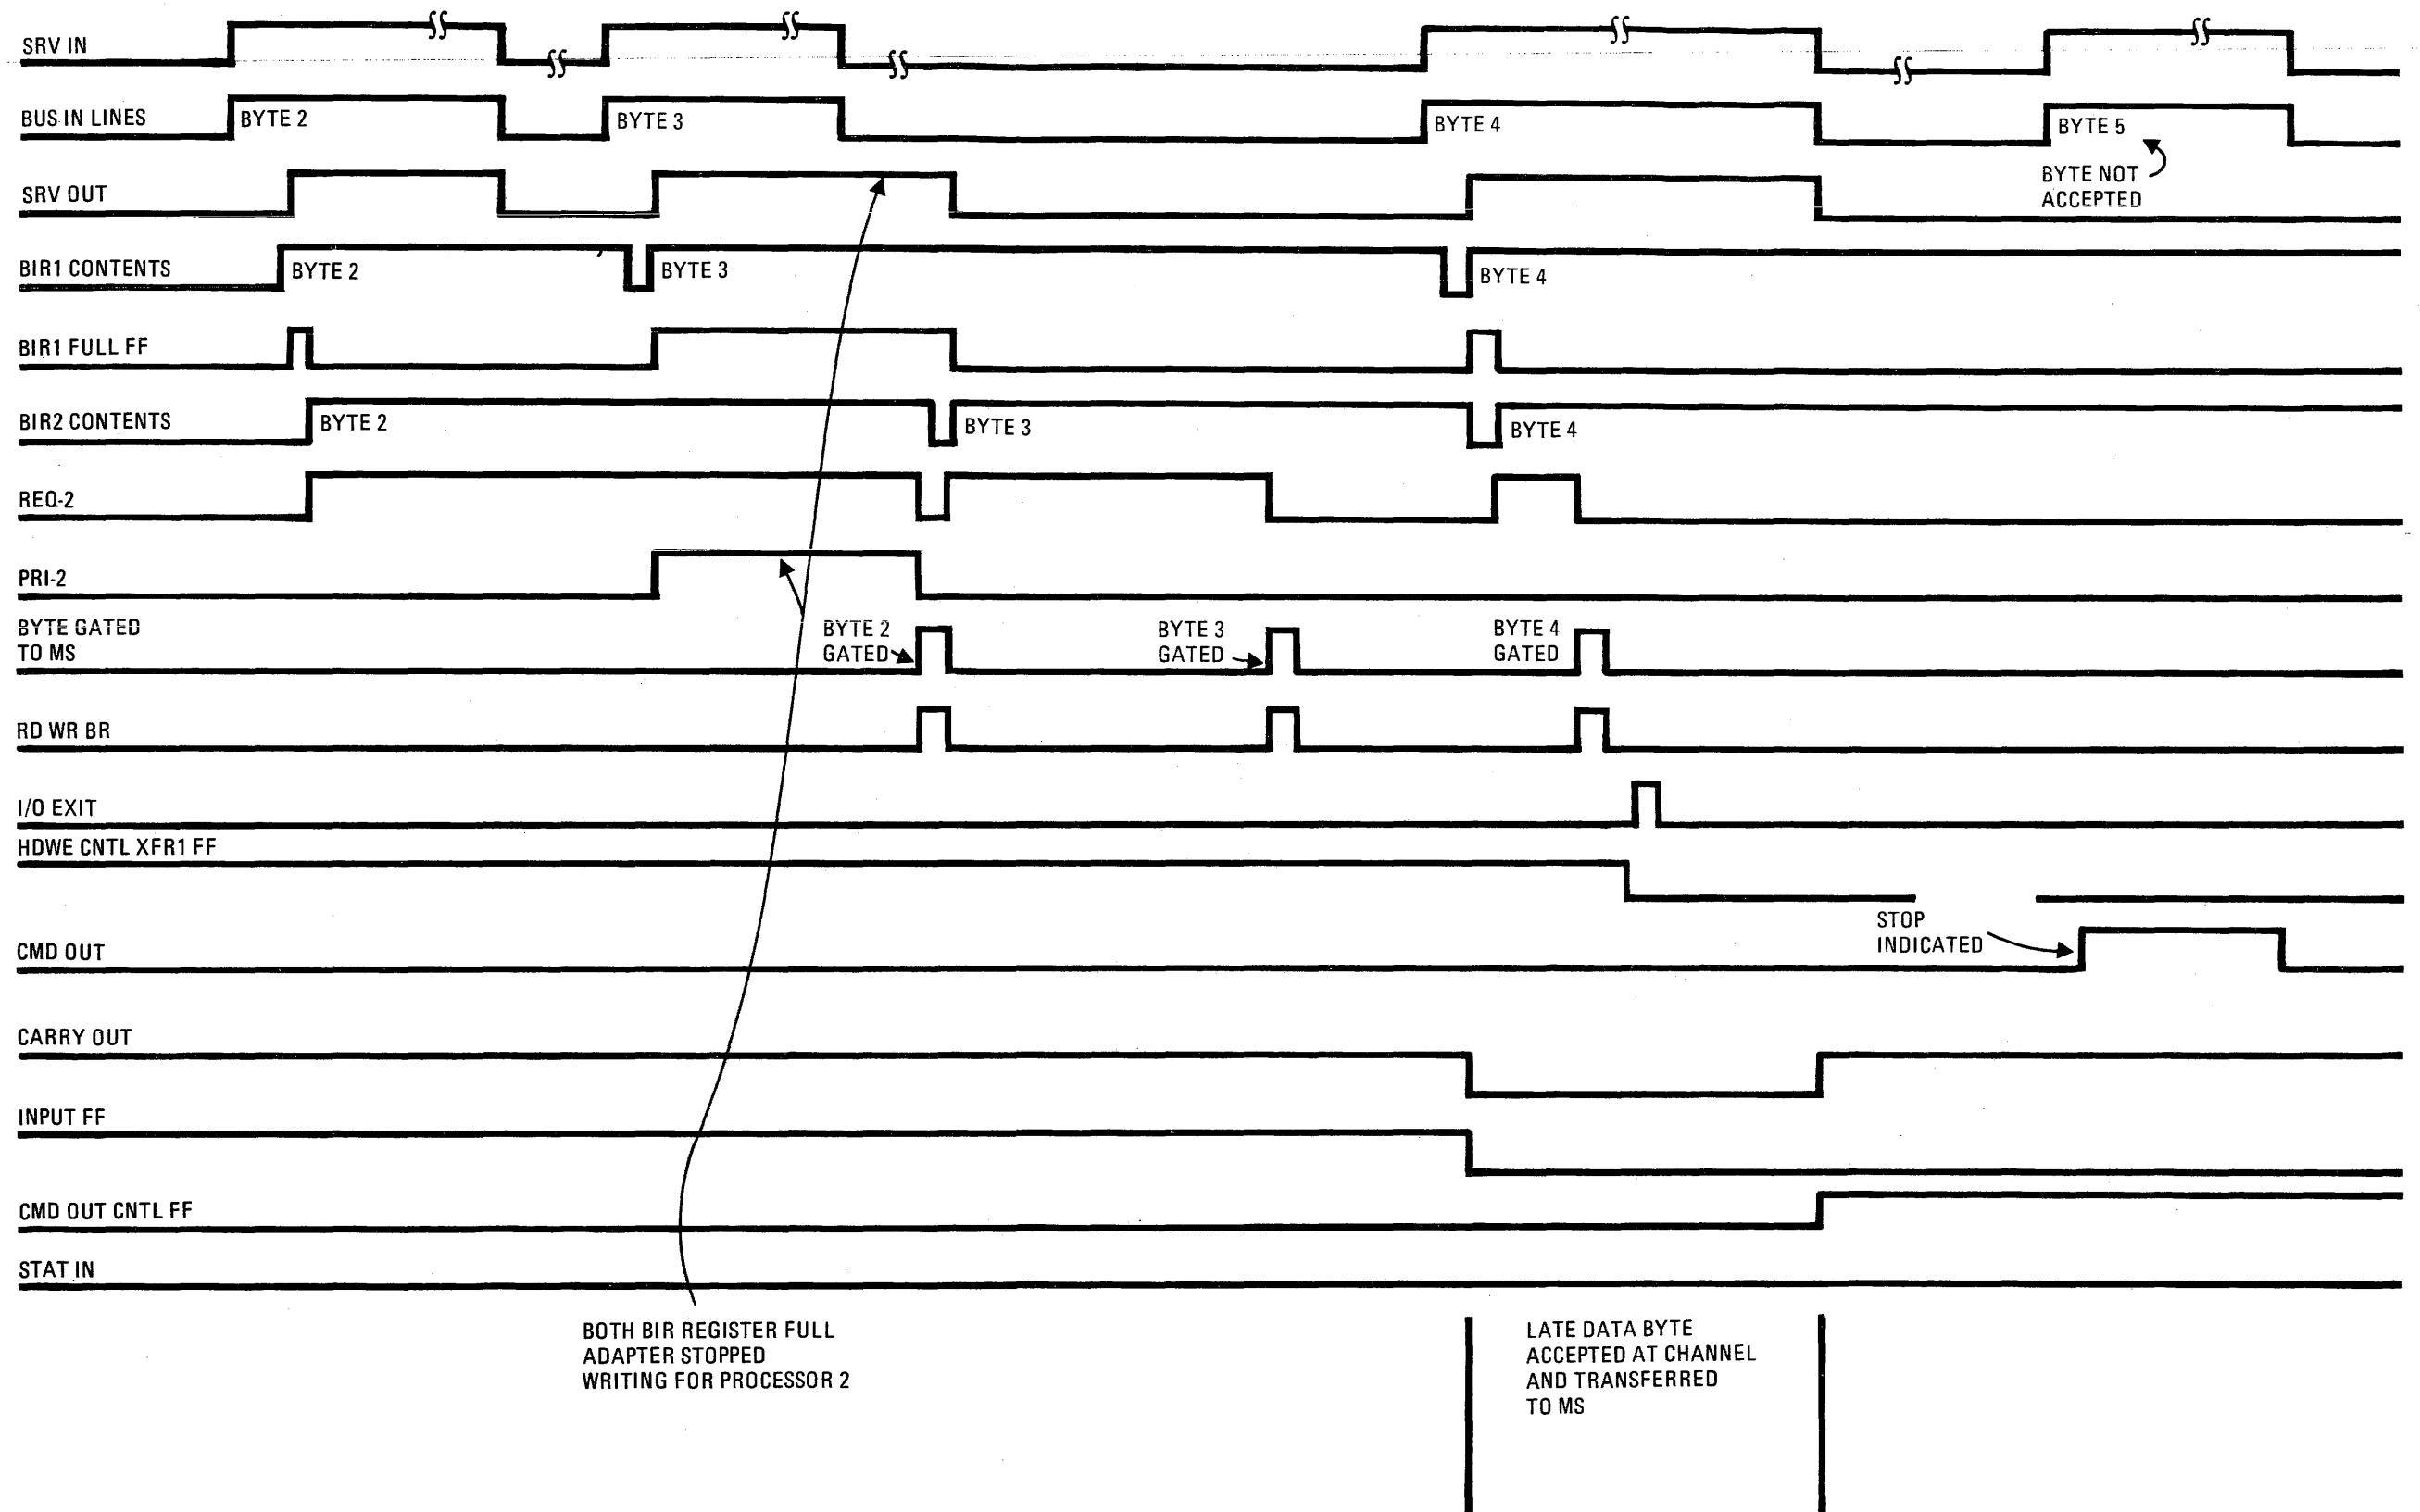 SRV IN
BUS IN LINES
BYTE 2
BYTE 3
BYTE 4
BYTE 5
SRV OUT
BYTE NOT
ACCEPTED
BIR1 CONTENTS
BYTE 2
BYTE 3
BYTE 4
BIR1 FULL FF
BIR2 CONTENTS
BYTE 2
BYTE 3
BYTE 4
REQ-2
PRI-2
BYTE GATED
TO MS
BYTE 2
GATED
BYTE 3
GATED
BYTE 4
GATED
RD WR BR
I/O EXIT
HDWE CNTL XFR1 FF
STOP
INDICATED
CMD OUT
CARRY OUT
INPUT FF
CMD OUT CNTL FF
STAT IN
BOTH BIR REGISTER FULL
ADAPTER STOPPED
WRITING FOR PROCESSOR 2
LATE DATA BYTE
ACCEPTED AT CHANNEL
AND TRANSFERRED
TO MS